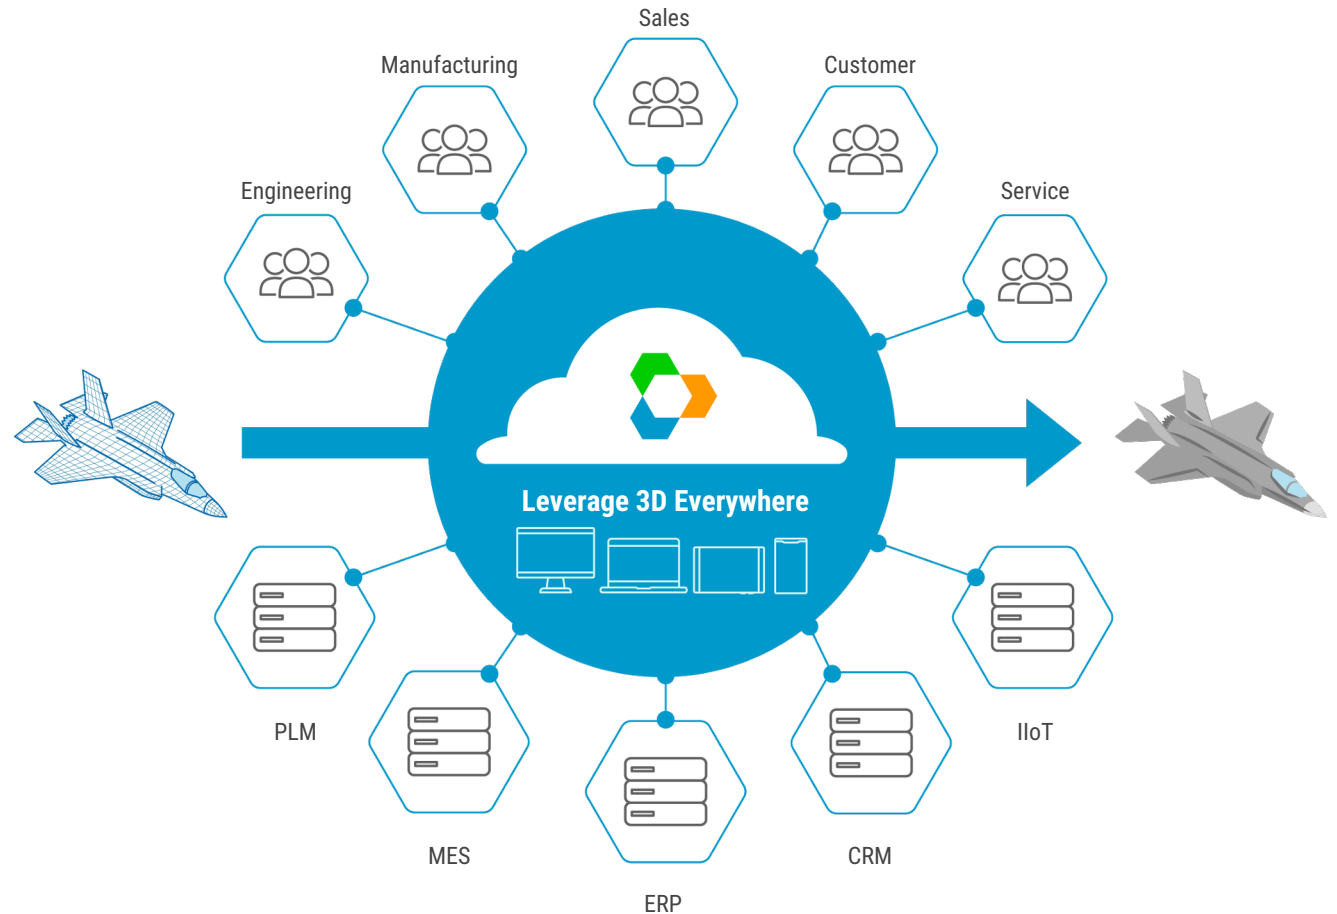 Sales
Manufacturing
Customer
Engineering
Service
Leverage 3D Everywhere
PLM
IIoT
MES
CRM
ERP